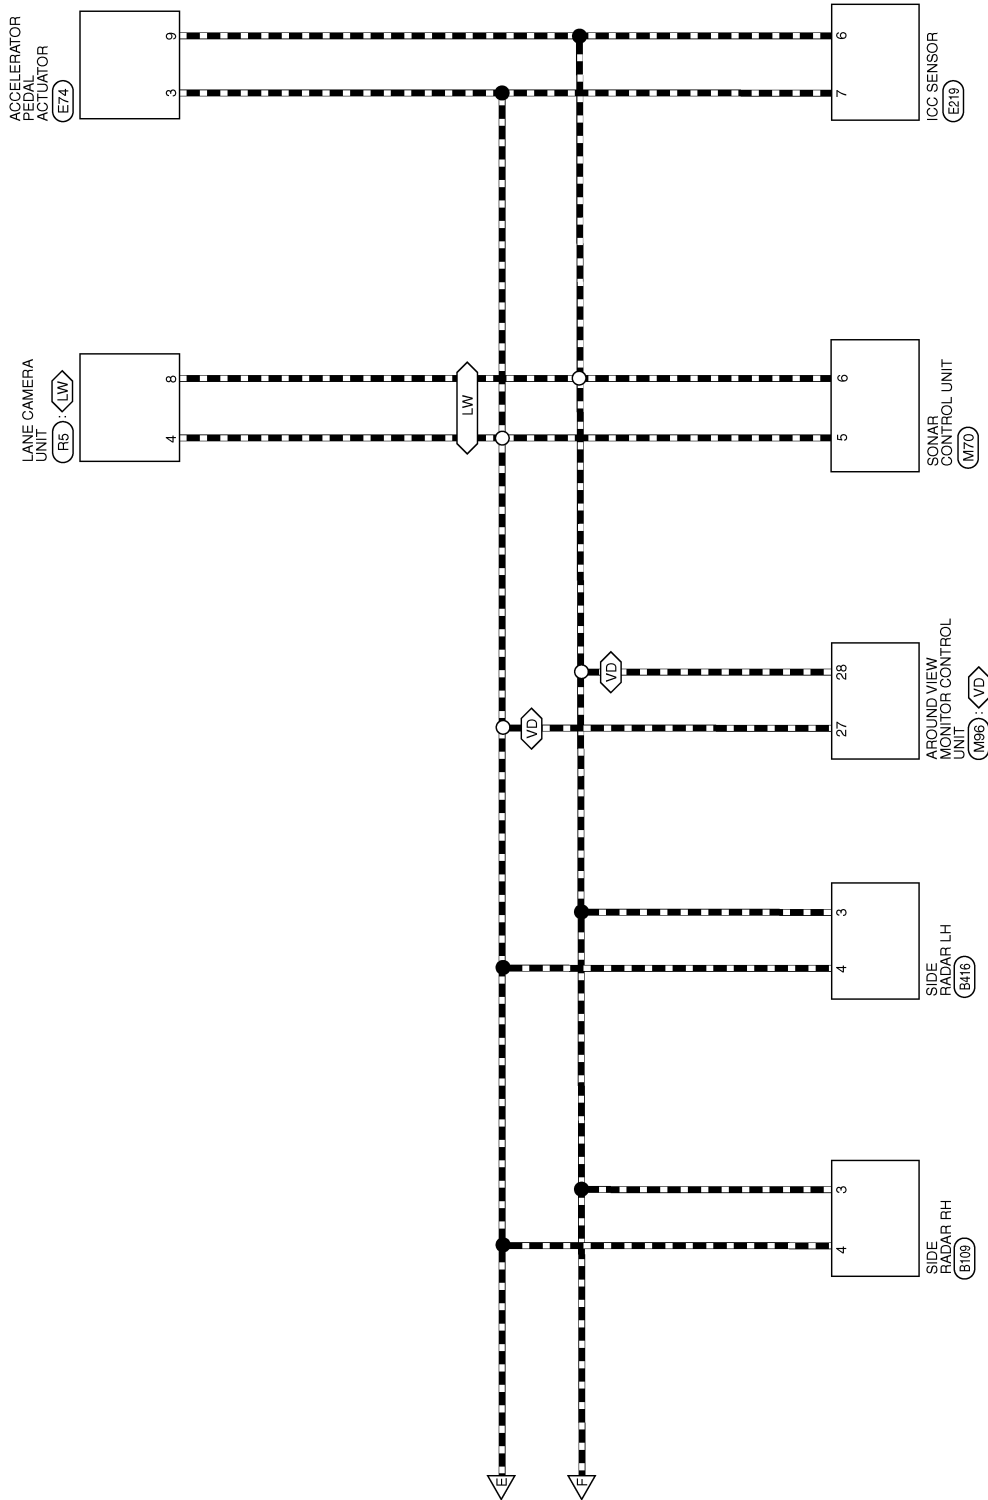 ACCELERATOR
PEDAL
ACTUATOR
E74
9
3
6
7
ICC SENSOR
E219
LANE CAMERA
UNIT
R5 : LW
8
4
LW
6
5
SONAR
CONTROL UNIT
M70
VD
VD
28
27
AROUND VIEW
MONITOR CONTROL
UNIT
M96 : VD
3
4
SIDE
RADAR LH
B416
3
4
SIDE
RADAR RH
B109
E
F